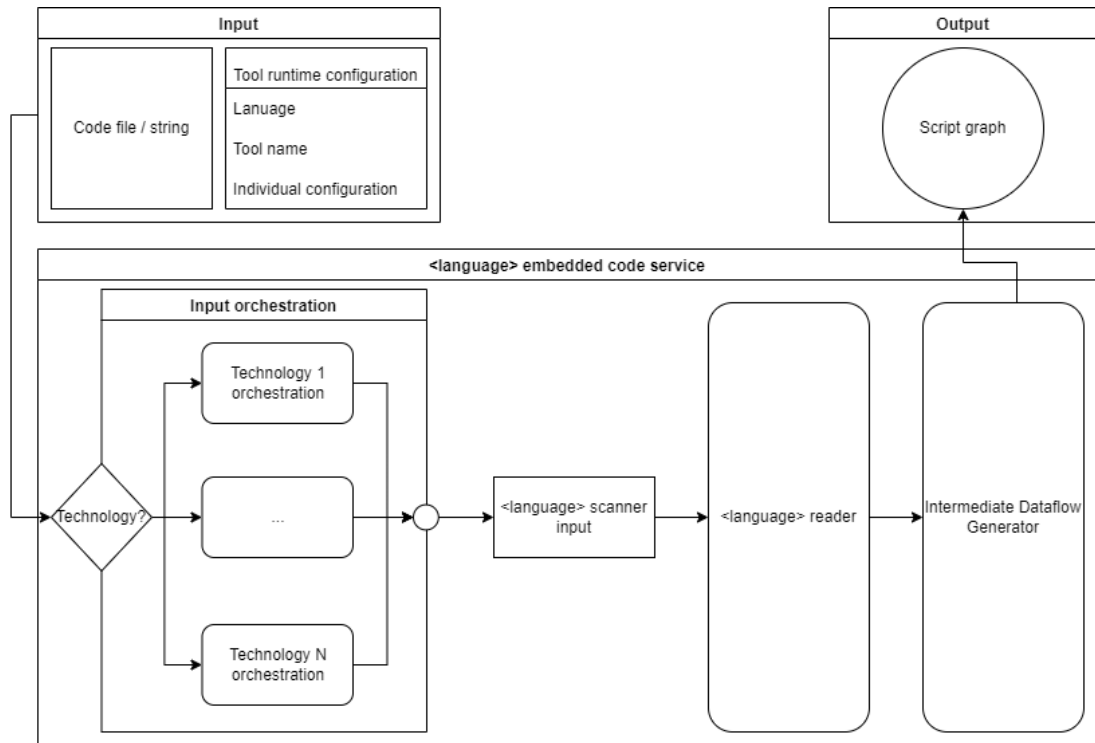 Input
Code file / string
Tool runtime configuration
Lanuage
Tool name
Individual configuration
Output
Script graph
<language> embedded code service
Input orchestration
Technology?
Technology 1
orchestration
...
Technology N
orchestration
<language> scanner
input
<language> reader
Intermediate Dataflow
Generator